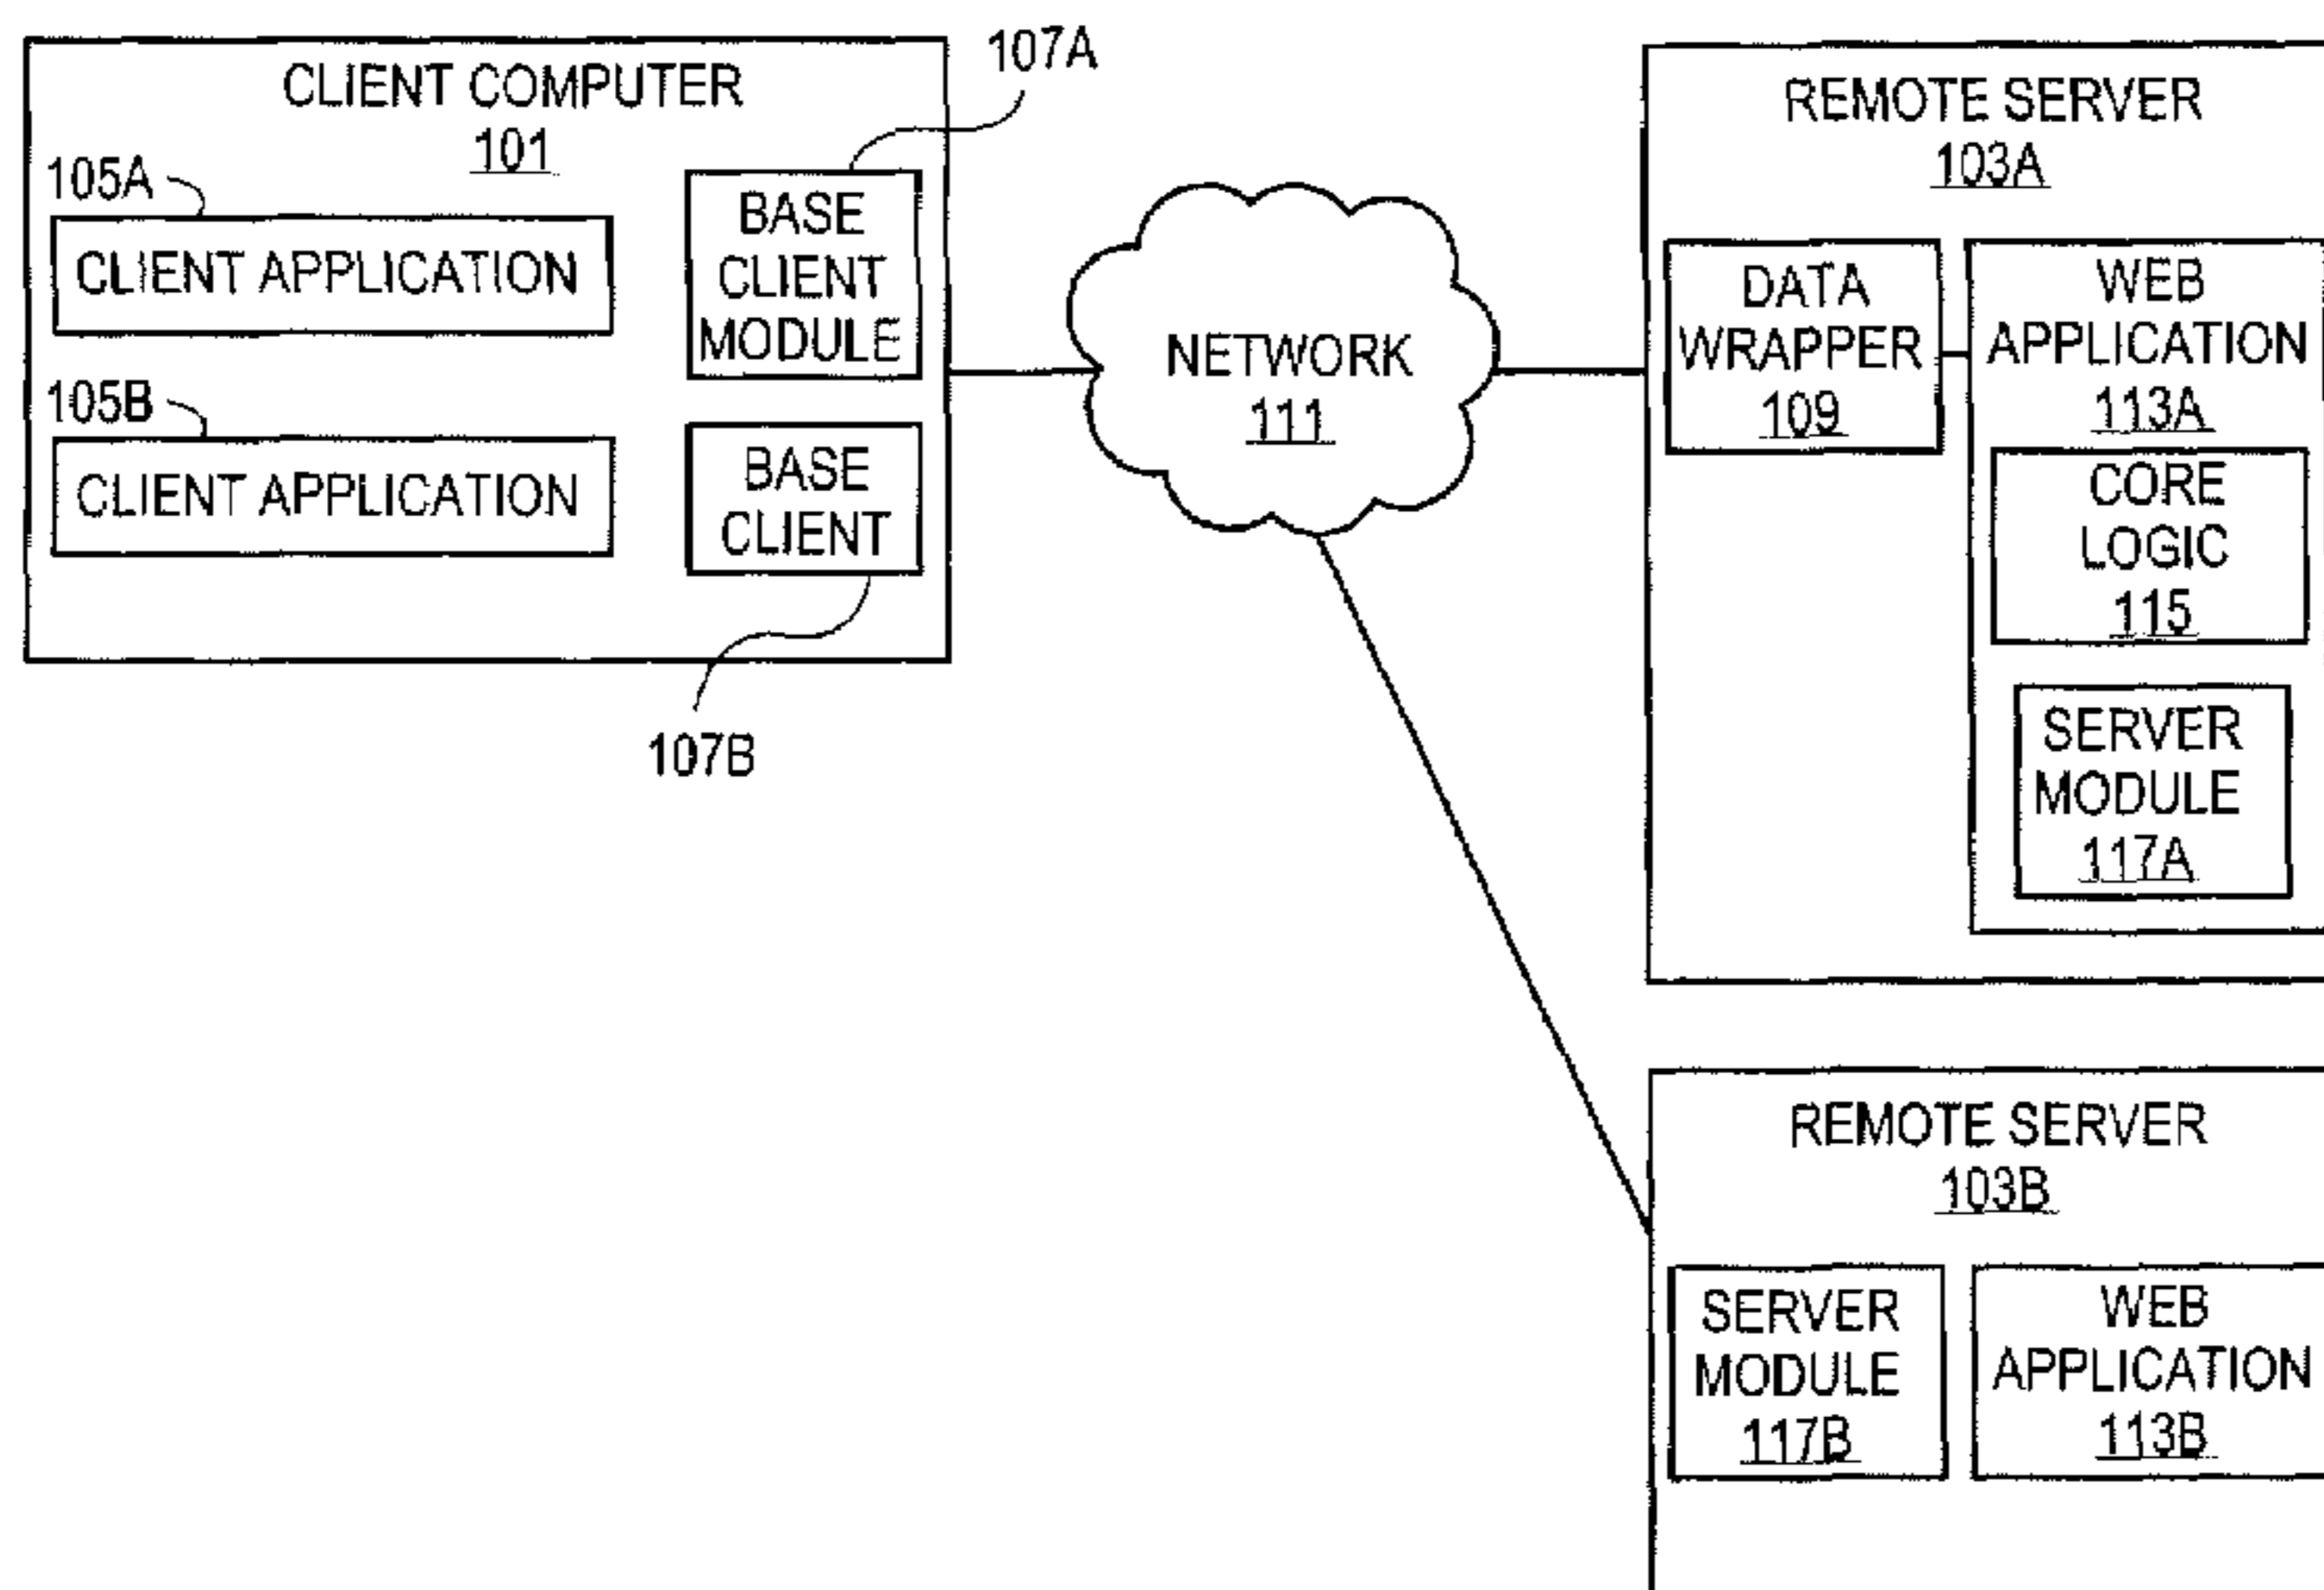 CLIENT COMPUTER
101
107A
105A
CLIENT APPLICATION
BASE
CLIENT
MODULE
105B
CLIENT APPLICATION
BASE
CLIENT
107B
NETWORK
111
REMOTE SERVER
103A
DATA
WRAPPER
109
WEB
APPLICATION
113A
CORE
LOGIC
115
SERVER
MODULE
117A
REMOTE SERVER
103B
SERVER
MODULE
117B
WEB
APPLICATION
113B